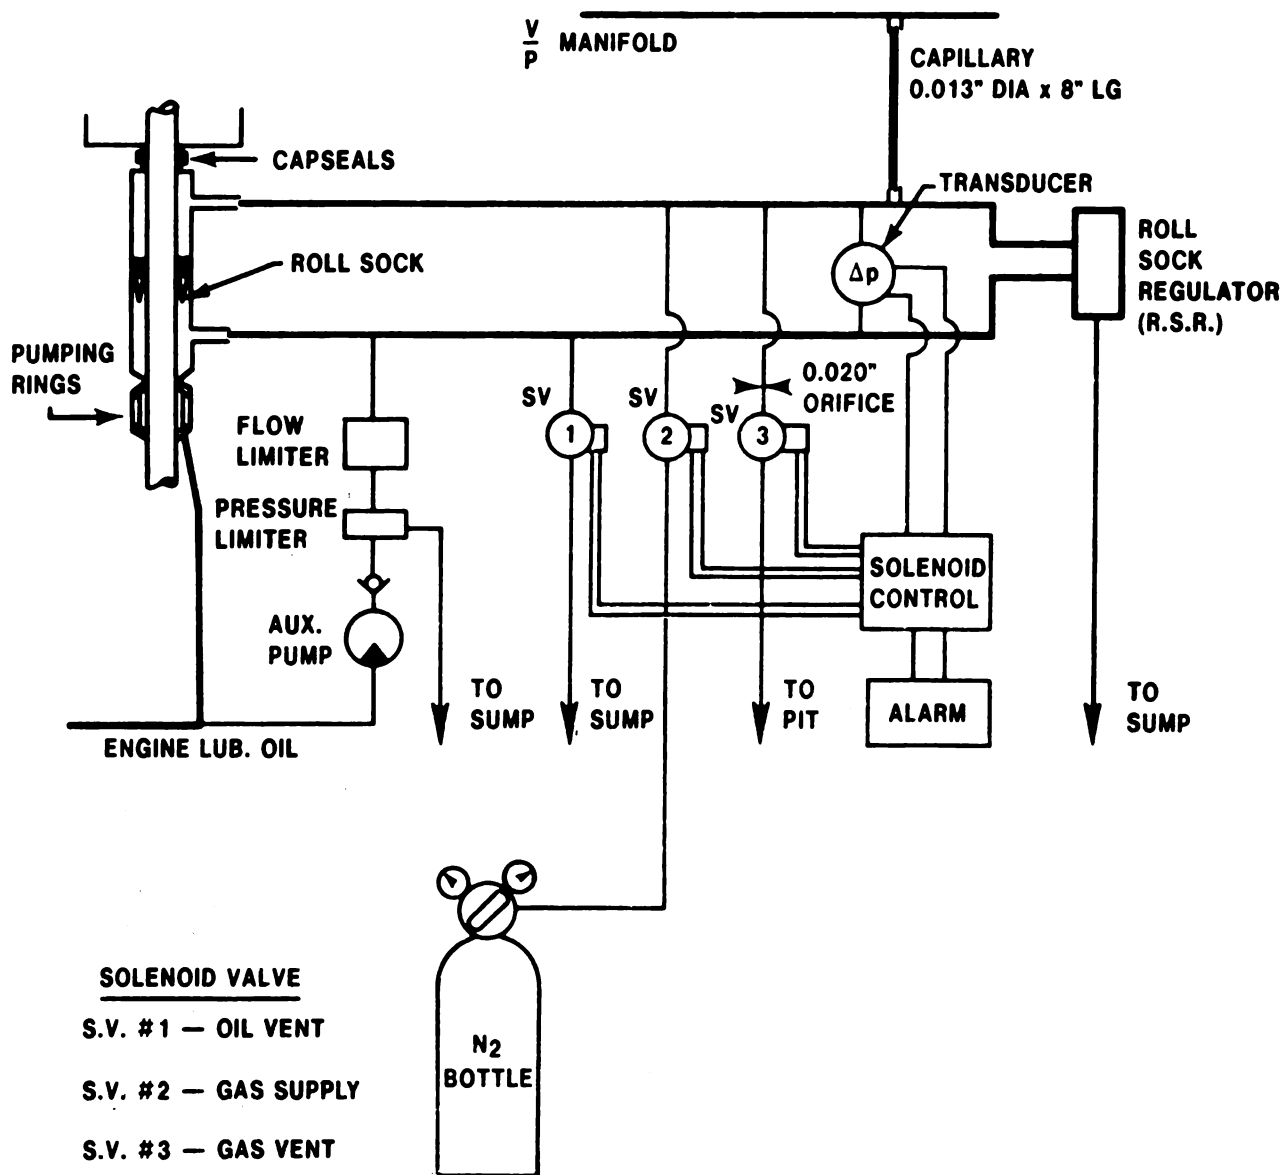 V
P MANIFOLD
CAPILLARY
0.013" DIA x 8" LG
CAPSEALS
TRANSDUCER
ROLL SOCK
Δp
ROLL
SOCK
REGULATOR
(R.S.R.)
PUMPING
RINGS
0.020"
ORIFICE
SV
SV
SV
1
2
3
FLOW
LIMITER
PRESSURE
LIMITER
SOLENOID
CONTROL
AUX.
PUMP
TO
SUMP
TO
SUMP
TO
PIT
ALARM
TO
SUMP
ENGINE LUB. OIL
SOLENOID VALVE
S.V. #1 — OIL VENT
S.V. #2 — GAS SUPPLY
S.V. #3 — GAS VENT
N2
BOTTLE